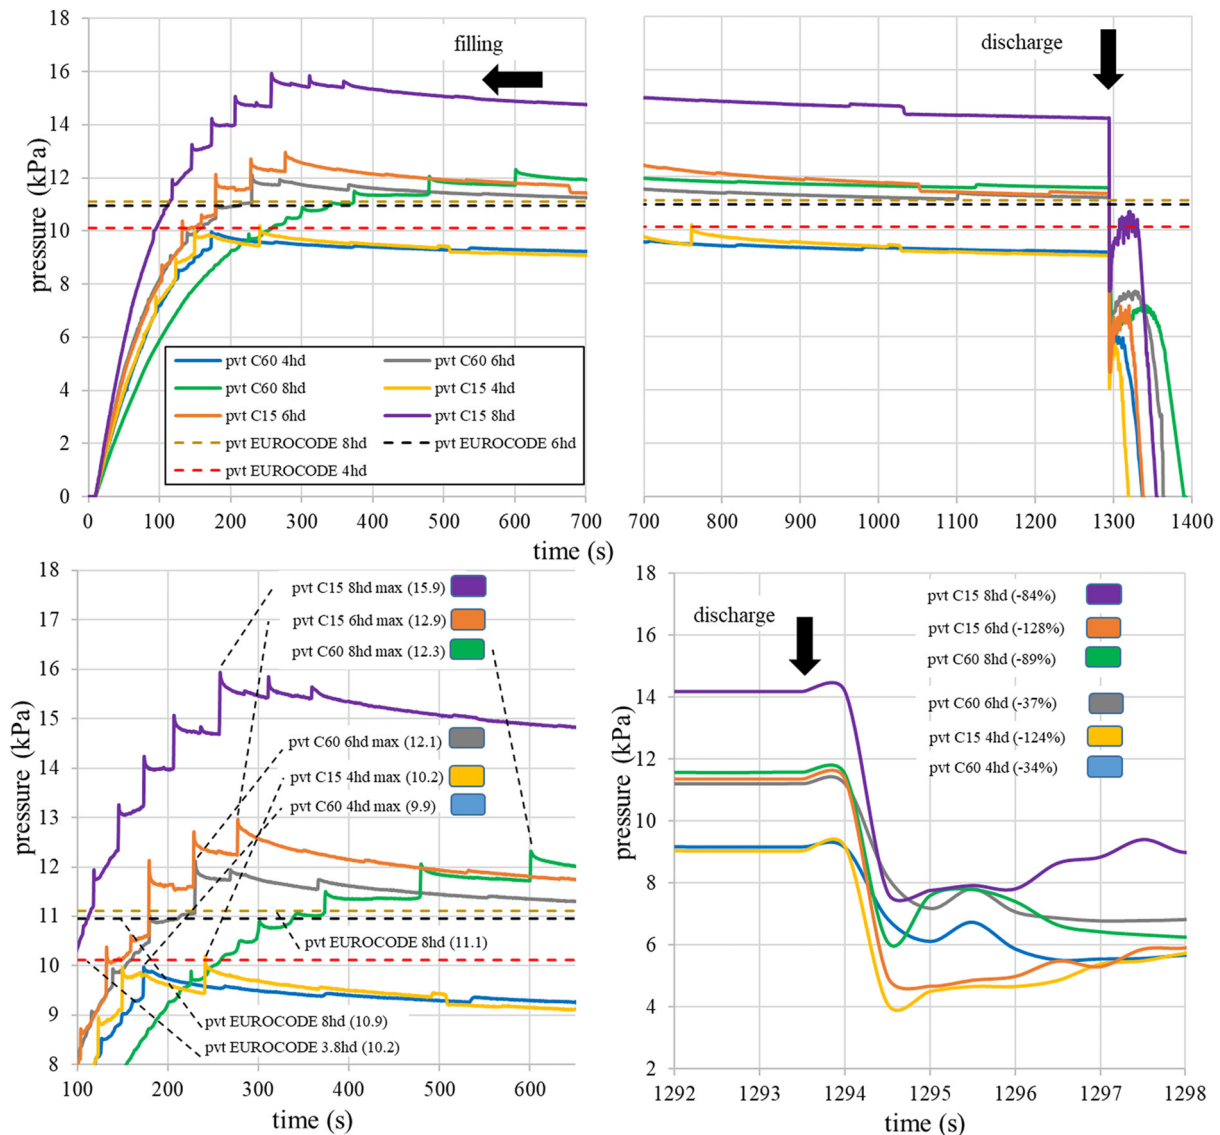 18
16
14
12
10
8
6
4
2
0
pressure (kPa)
filling
pvt C60 4hd
pvt C60 6hd
pvt C60 8hd
pvt C15 4hd
pvt C15 6hd
pvt C15 8hd
pvt EUROCODE 8hd
pvt EUROCODE 6hd
pvt EUROCODE 4hd
0 100 200 300 400 500 600 700
discharge
700 800 900 1000 1100 1200 1300 1400
time (s)
18
17
16
15
14
13
12
11
10
9
8
pressure (kPa)
pvt C15 8hd max (15.9)
pvt C15 6hd max (12.9)
pvt C60 8hd max (12.3)
pvt C60 6hd max (12.1)
pvt C15 4hd max (10.2)
pvt C60 4hd max (9.9)
pvt EUROCODE 8hd (11.1)
pvt EUROCODE 8hd (10.9)
pvt EUROCODE 3.8hd (10.2)
100 200 300 400 500 600
time (s)
18
16
14
12
10
8
6
4
2
pressure (kPa)
discharge
pvt C15 8hd (-84%)
pvt C15 6hd (-128%)
pvt C60 8hd (-89%)
pvt C60 6hd (-37%)
pvt C15 4hd (-124%)
pvt C60 4hd (-34%)
1292 1293 1294 1295 1296 1297 1298
time (s)